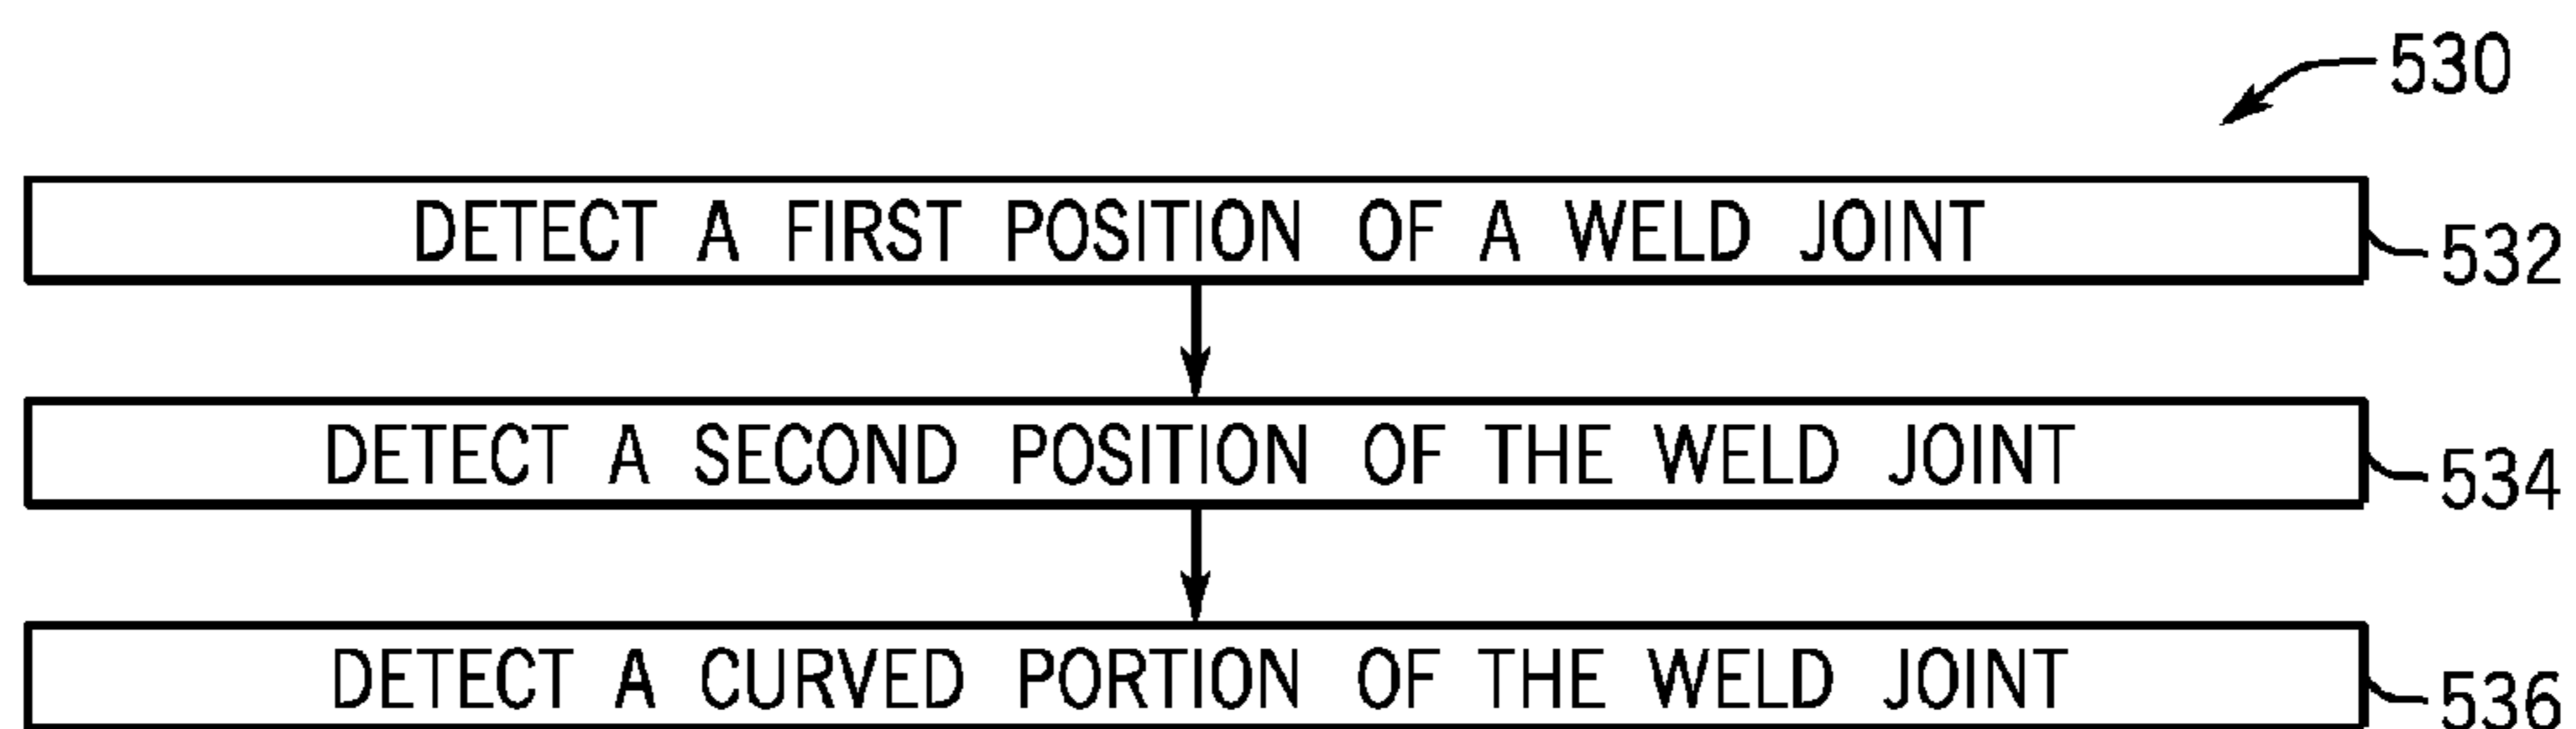 530
DETECT A FIRST POSITION OF A WELD JOINT
532
DETECT A SECOND POSITION OF THE WELD JOINT
534
DETECT A CURVED PORTION OF THE WELD JOINT
536